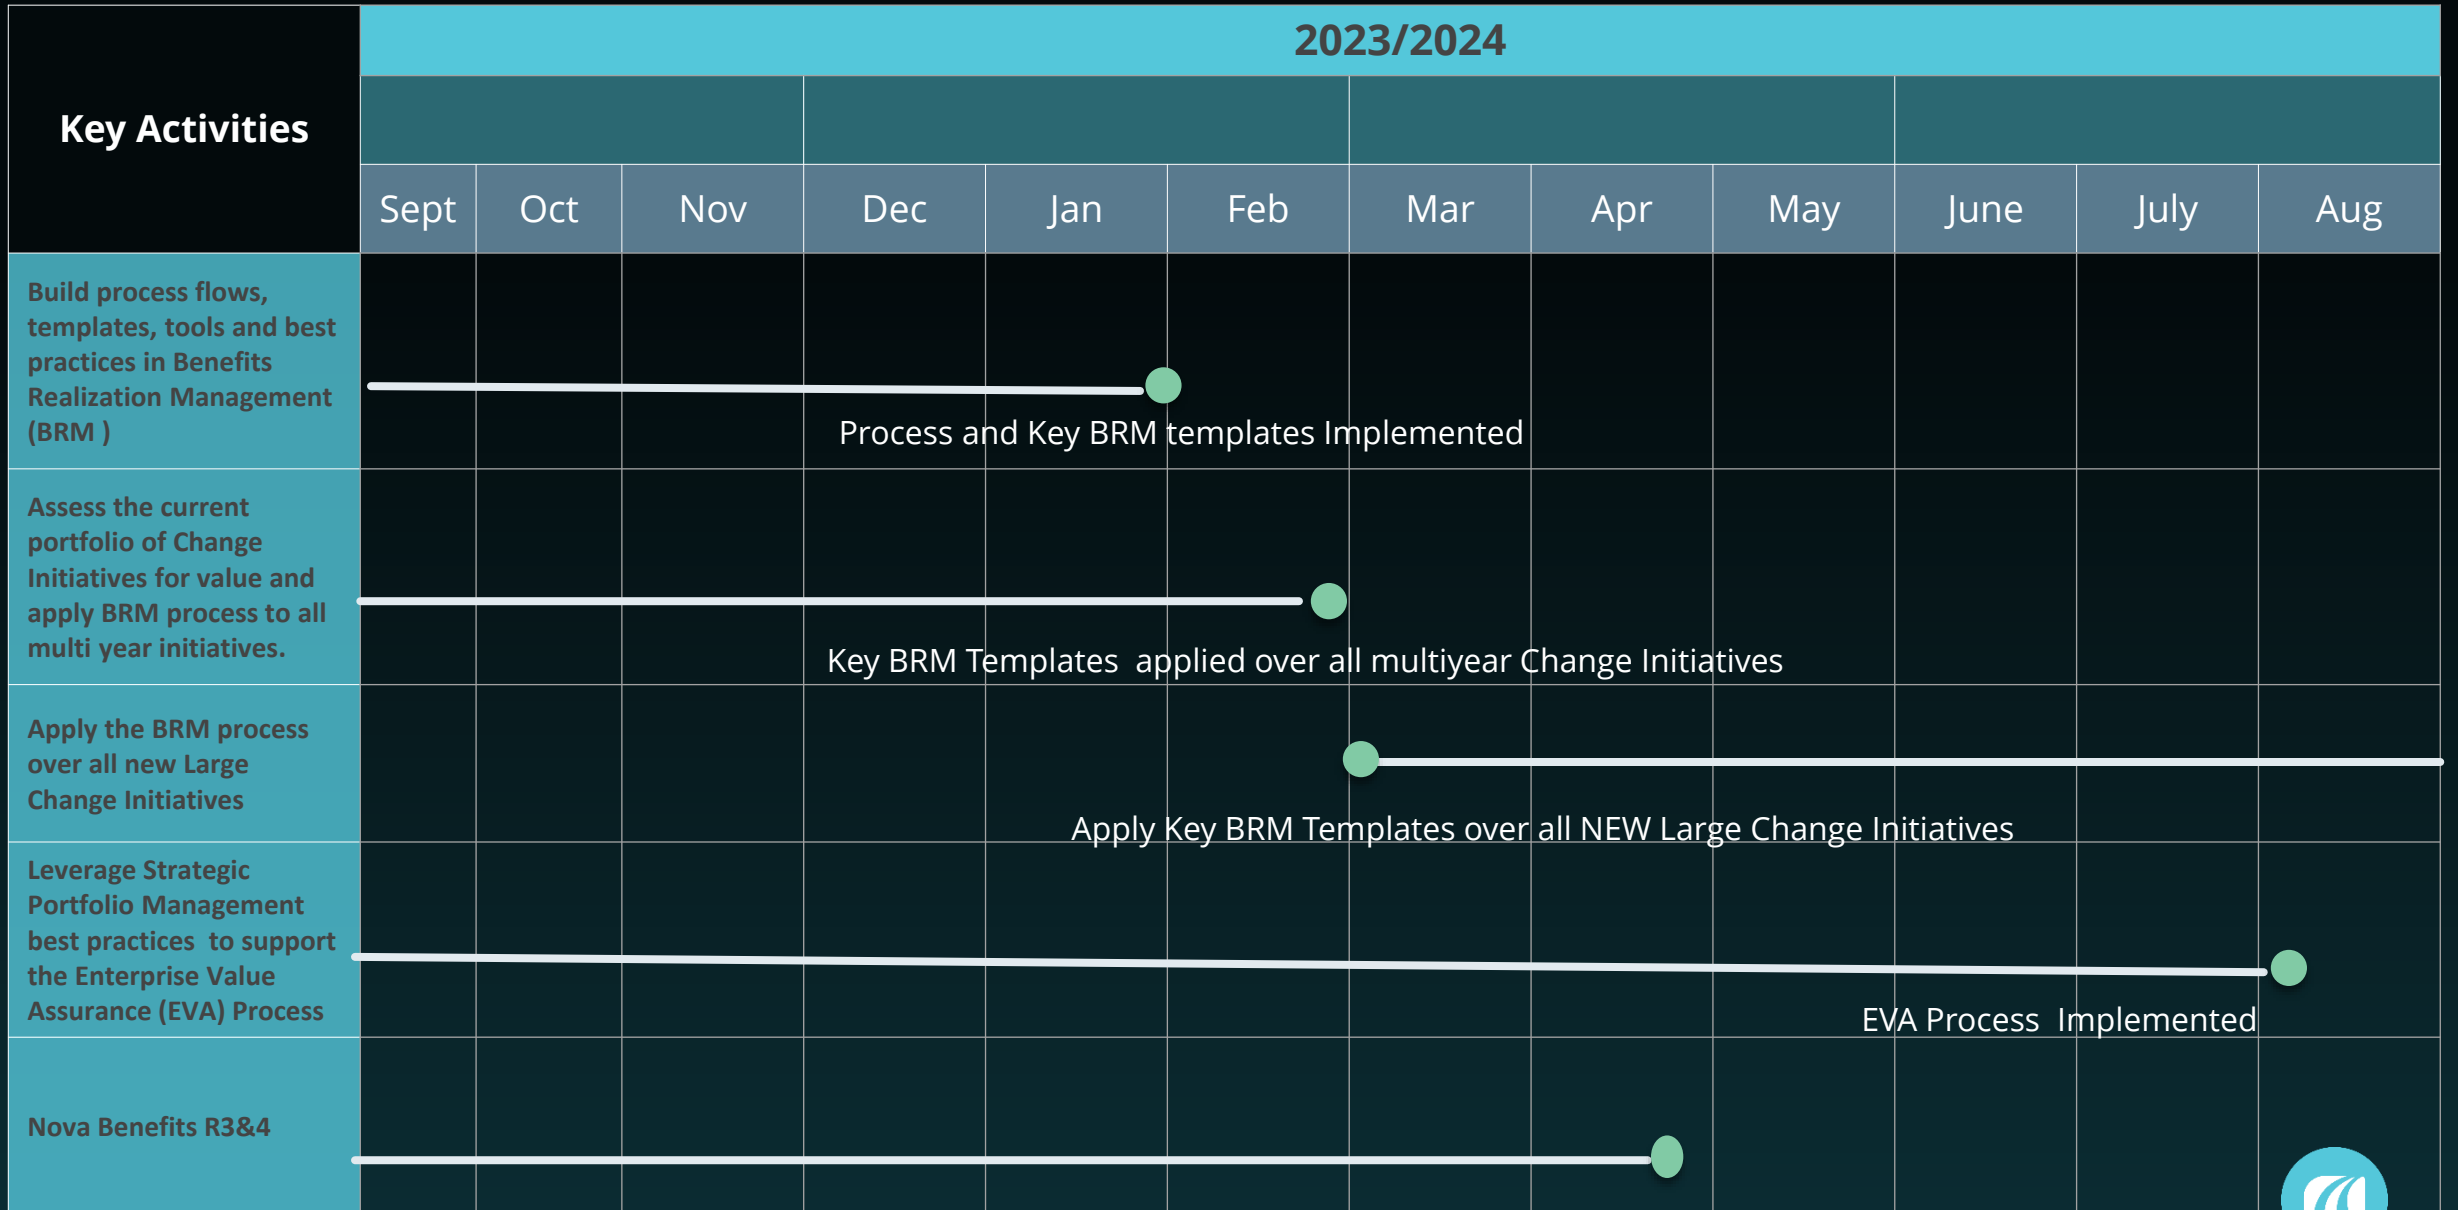 2023/2024
Key Activities
Sept Oct Nov Dec Jan Feb Mar Apr May June July Aug
Build process flows,
templates, tools and best
practices in Benefits
Realization Management
(BRM )
Process and Key BRM templates Implemented
Assess the current
portfolio of Change
Initiatives for value and
apply BRM process to all
multi year initiatives.
Key BRM Templates  applied over all multiyear Change Initiatives
Apply the BRM process
over all new Large
Change Initiatives
Apply Key BRM Templates over all NEW Large Change Initiatives
Leverage Strategic
Portfolio Management
best practices  to support
the Enterprise Value
Assurance (EVA) Process
EVA Process  Implemented
Nova Benefits R3&4